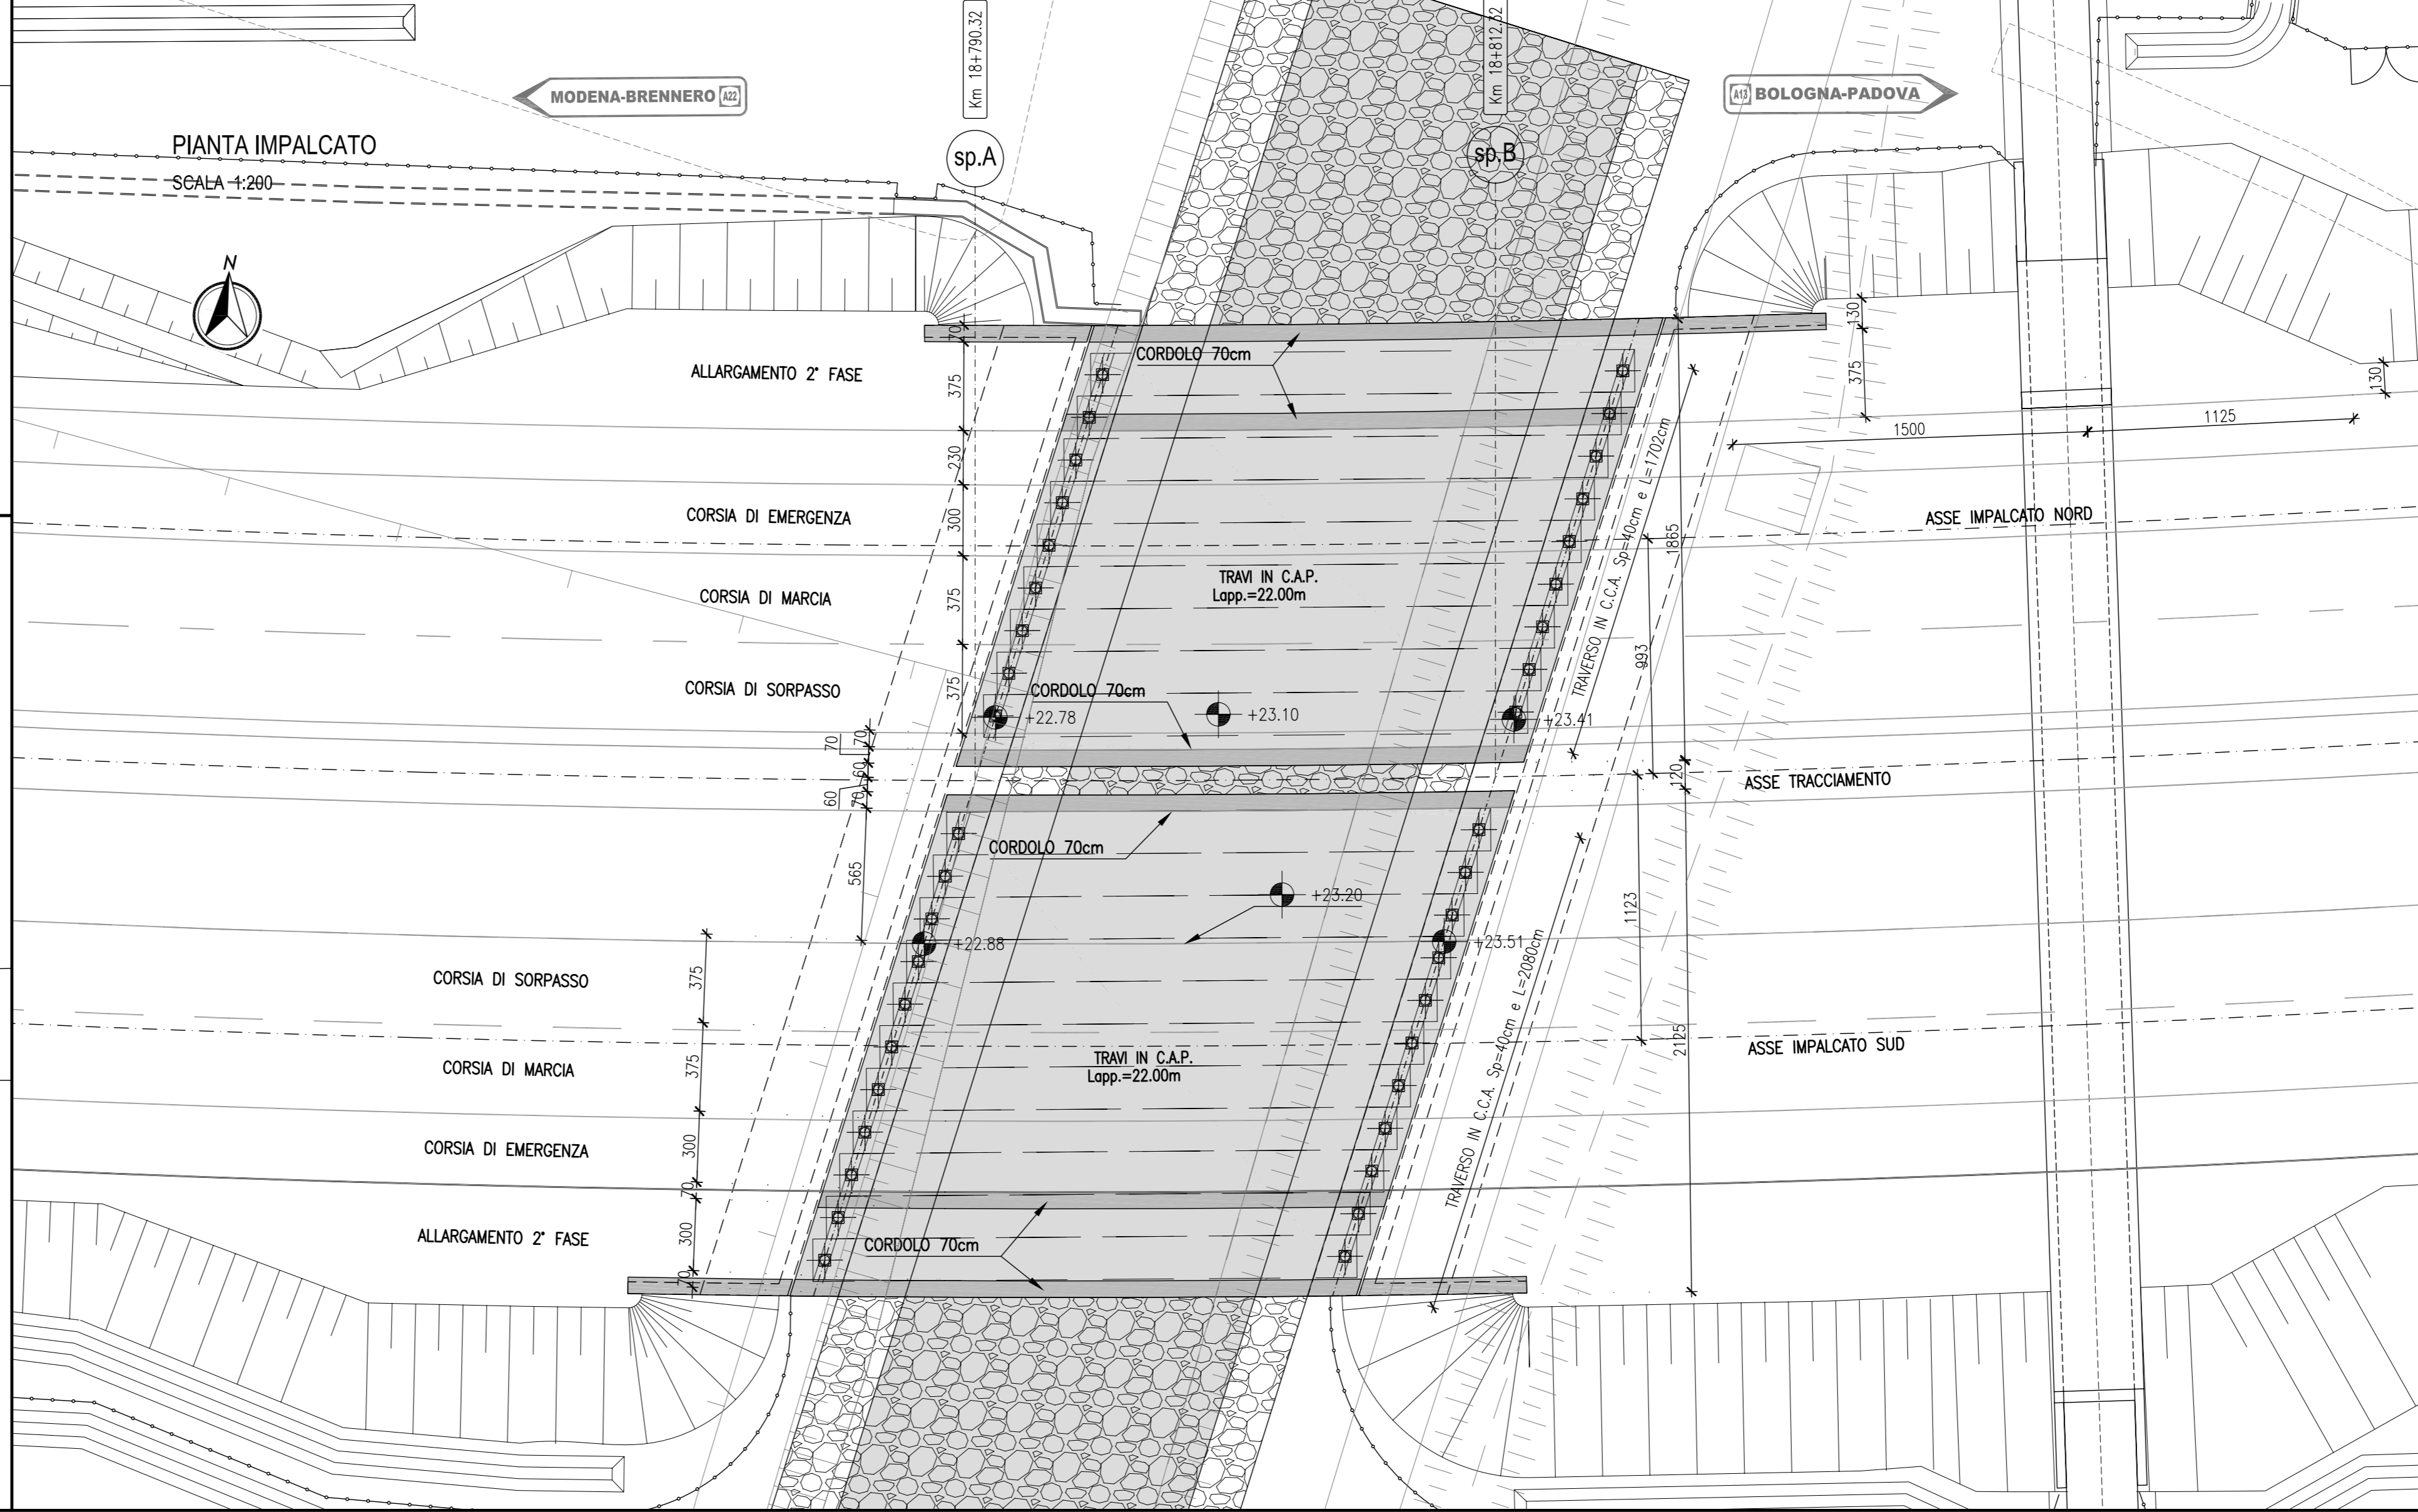 Km 18+790.32
Km 18+812.32
MODENA-BRENNERO A22
A13 BOLOGNA-PADOVA
PIANTA IMPALCATO
SCALA 1:200
sp.A
sp.B
N
70
CORDOLO 70cm
ALLARGAMENTO 2° FASE
375
130
375
130
1500
1125
230
CORSIA DI EMERGENZA
300
ASSE IMPALCATO NORD
TRAVERSO IN C.C.A. Sp=40cm e L=1702cm
1865
TRAVI IN C.A.P.
Lapp.=22.00m
CORSIA DI MARCIA
375
993
CORSIA DI SORPASSO
375
CORDOLO 70cm
+22.78
+23.10
+23.41
70
70
60
60
70
120
ASSE TRACCIAMENTO
CORDOLO 70cm
565
+23.20
1123
+22.88
+23.51
CORSIA DI SORPASSO
375
TRAVERSO IN C.C.A. Sp=40cm e L=2080cm
2125
ASSE IMPALCATO SUD
TRAVI IN C.A.P.
Lapp.=22.00m
CORSIA DI MARCIA
375
CORSIA DI EMERGENZA
300
70
ALLARGAMENTO 2° FASE
300
CORDOLO 70cm
70